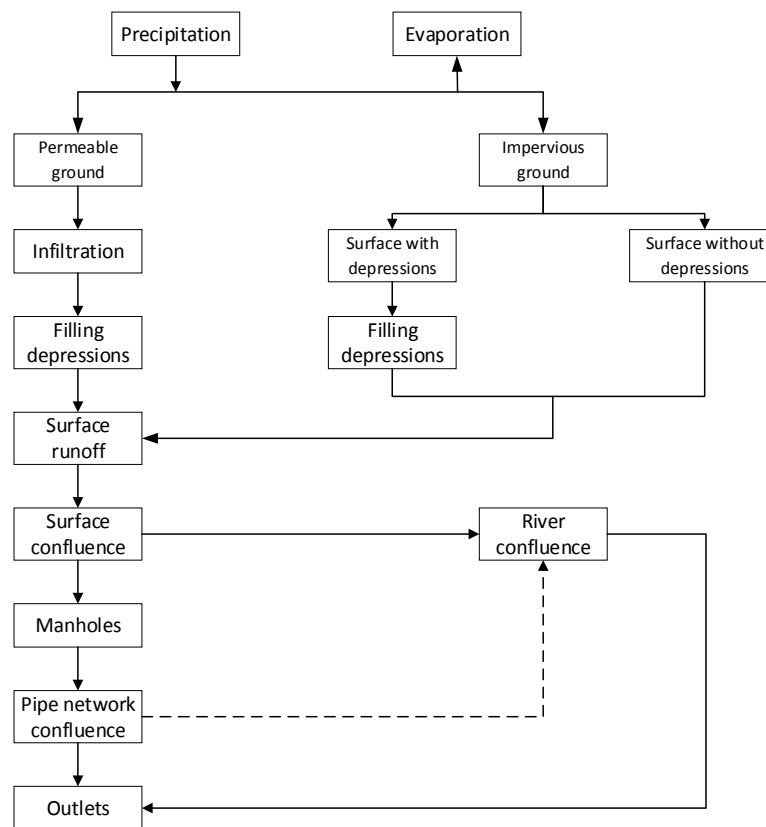 Precipitation
Evaporation
Permeable
ground
Impervious
ground
Infiltration
Surface with
depressions
Surface without
depressions
Filling
depressions
Filling
depressions
Surface
runoff
Surface
confluence
River
confluence
Manholes
Pipe network
confluence
Outlets